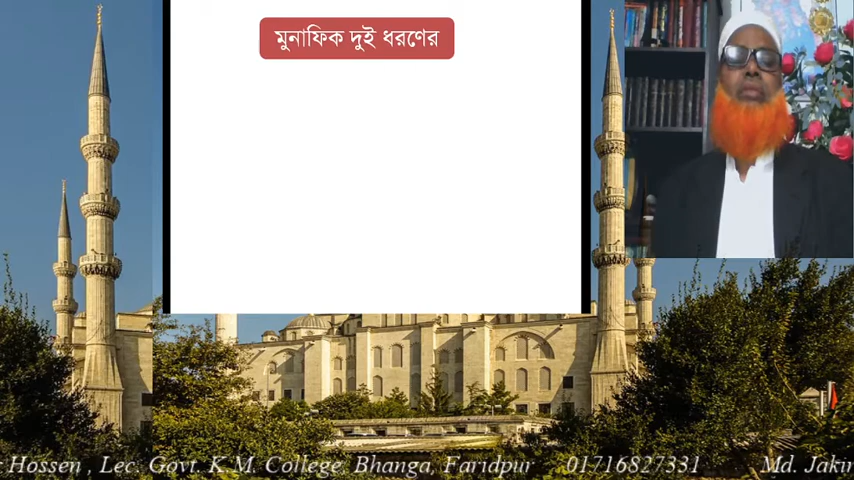 মুনাফিক দুই ধরণের
Hossen , Lec. Govt. K.M. College, Bhanga, Faridpur 01716827331 Md. Jakir